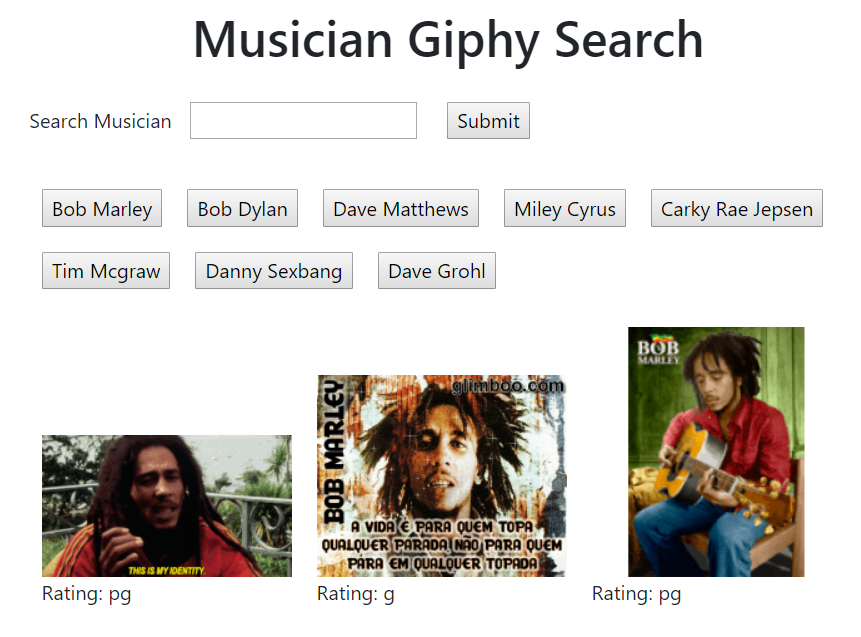 Musician Giphy Search
Search Musician Submit
Bob Marley Bob Dylan Dave Matthews Miley Cyrus Carky Rae Jepsen
Tim Mcgraw Danny Sexbang Dave Grohl
THIS IS MY IDENTITY.
glimboo.com
BOB MARLEY
A VIDA E PARA QUEM TOPA
QUALQUER PARADA NÃO PARA QUEM
PARA EM QUALQUER TOPADA
BOB
MARLEY
Rating: pg Rating: g Rating: pg